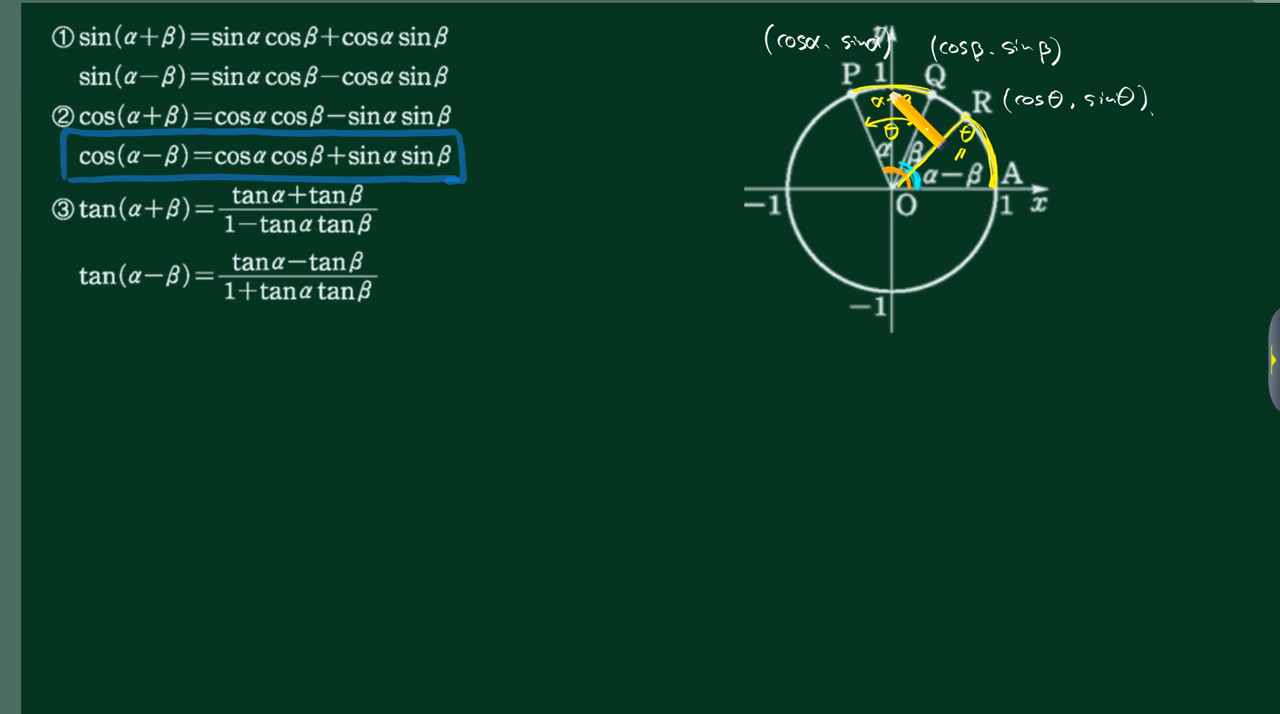 ① sin(α+β)=sinα cosβ+cosα sinβ
sin(α−β)=sinα cosβ−cosα sinβ
② cos(α+β)=cosα cosβ−sinα sinβ
cos(α−β)=cosα cosβ+sinα sinβ
③ tan(α+β)=(tanα+tanβ)/(1−tanα tanβ)
tan(α−β)=(tanα−tanβ)/(1+tanα tanβ)
(cosα, sinα) (cosβ, sinβ)
P 1 Q
R (cosθ, sinθ)
θ θ
α β =
α−β A
−1 O 1 x
−1